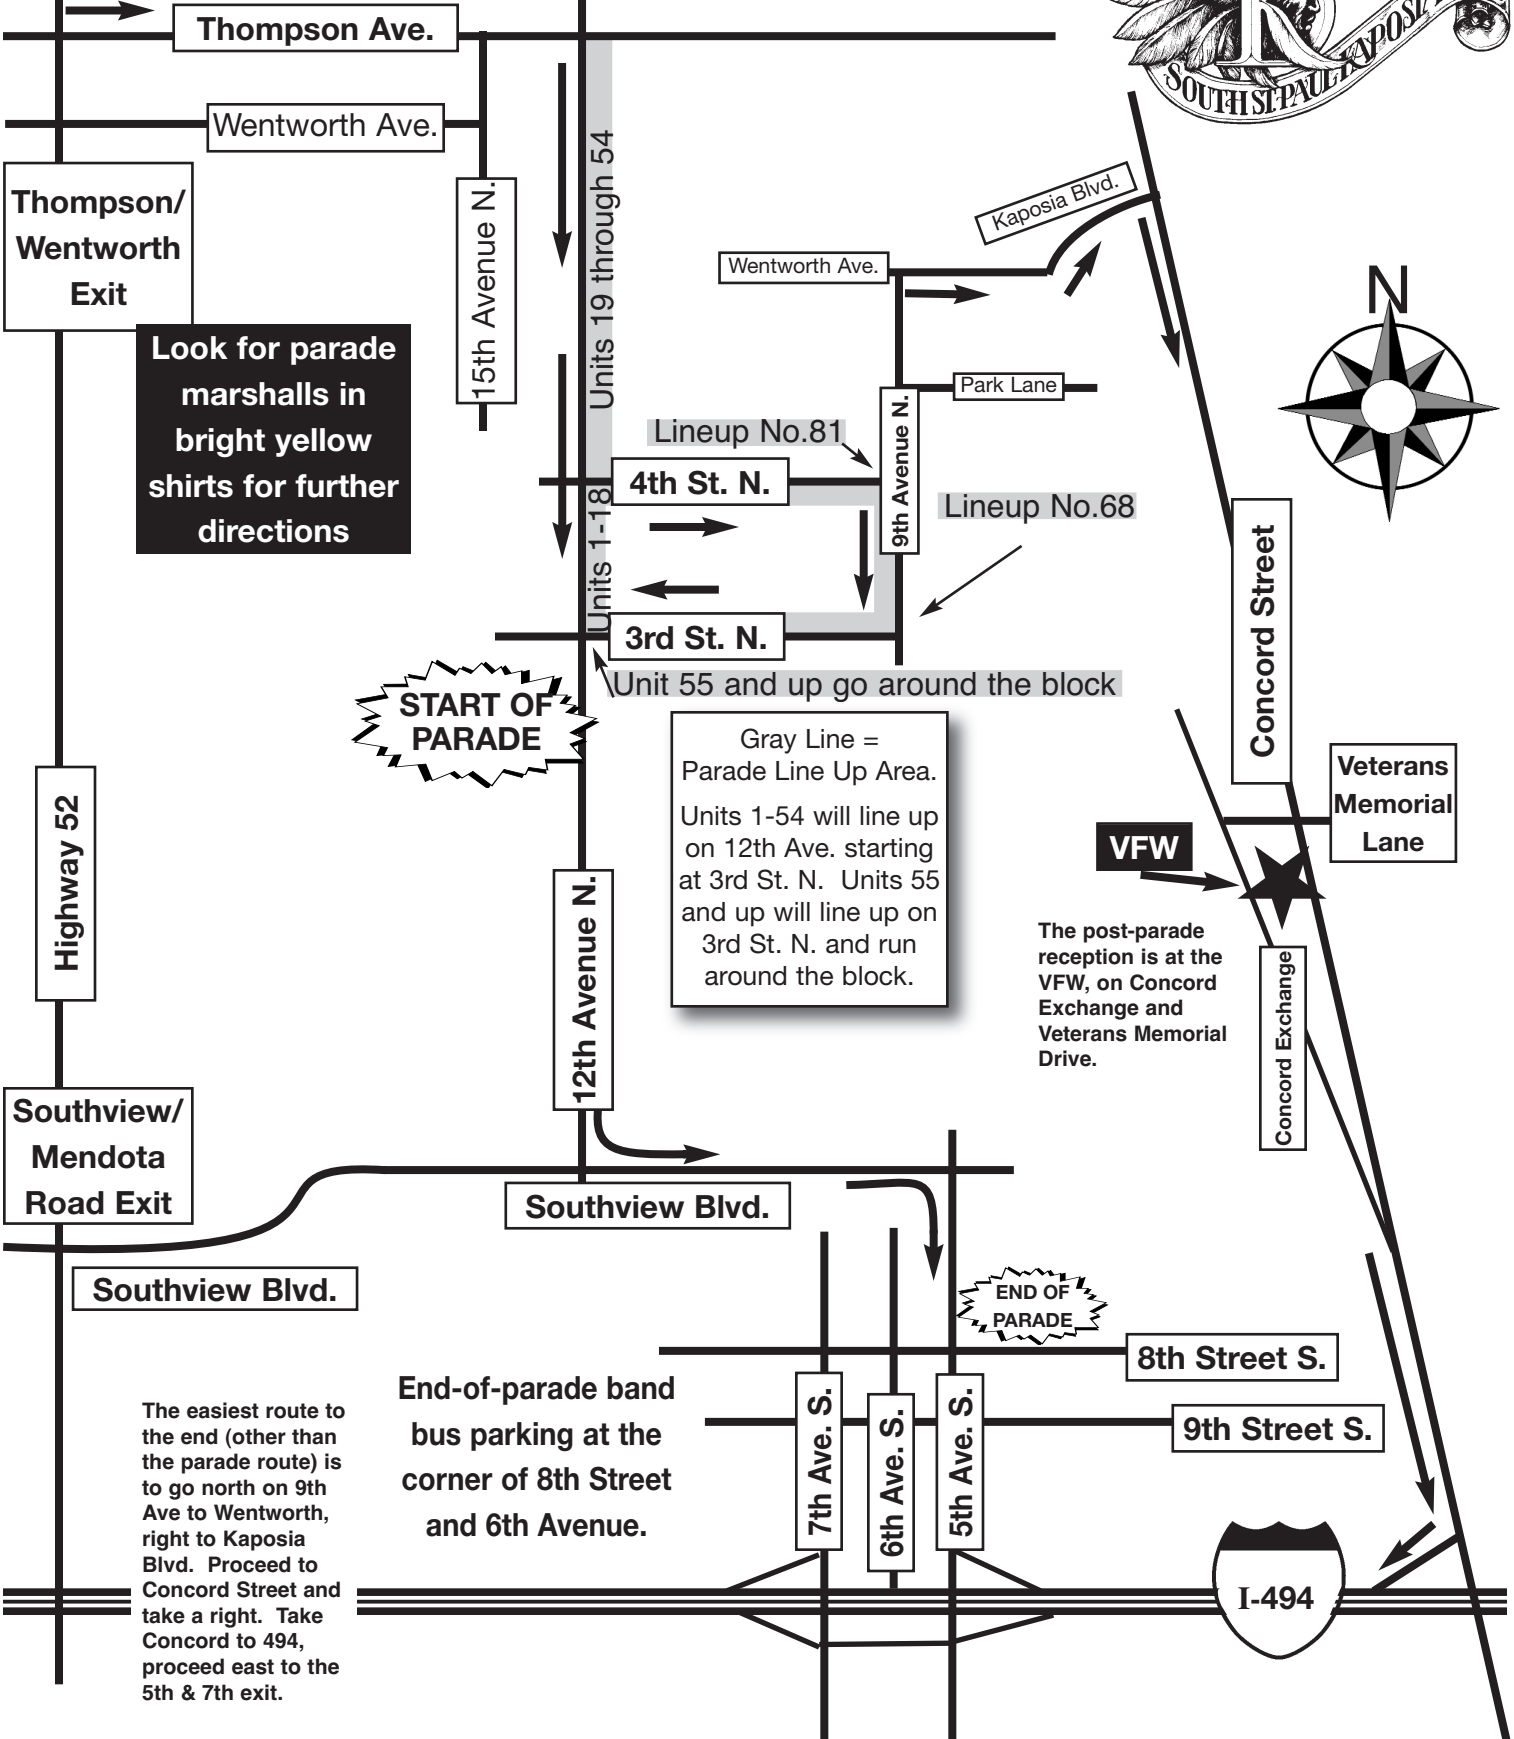 SOUTH ST. PAUL KAPOSIA
Thompson Ave.
Wentworth Ave.
Thompson/
Wentworth
Exit
15th Avenue N.
Units 19 through 54
Kaposia Blvd.
Wentworth Ave.
N
Look for parade
marshalls in
bright yellow
shirts for further
directions
Park Lane
9th Avenue N.
Lineup No.81
4th St. N.
Lineup No.68
Units 1-18
3rd St. N.
Concord Street
START OF
PARADE
Unit 55 and up go around the block
Gray Line =
Parade Line Up Area.
Units 1-54 will line up
on 12th Ave. starting
at 3rd St. N.  Units 55
and up will line up on
3rd St. N. and run
around the block.
Highway 52
Veterans
Memorial
Lane
VFW
12th Avenue N.
The post-parade
reception is at the
VFW, on Concord
Exchange and
Veterans Memorial
Drive.
Concord Exchange
Southview/
Mendota
Road Exit
Southview Blvd.
Southview Blvd.
END OF
PARADE
8th Street S.
End-of-parade band
bus parking at the
corner of 8th Street
and 6th Avenue.
7th Ave. S.
6th Ave. S.
5th Ave. S.
9th Street S.
The easiest route to
the end (other than
the parade route) is
to go north on 9th
Ave to Wentworth,
right to Kaposia
Blvd.  Proceed to
Concord Street and
take a right.  Take
Concord to 494,
proceed east to the
5th & 7th exit.
I-494